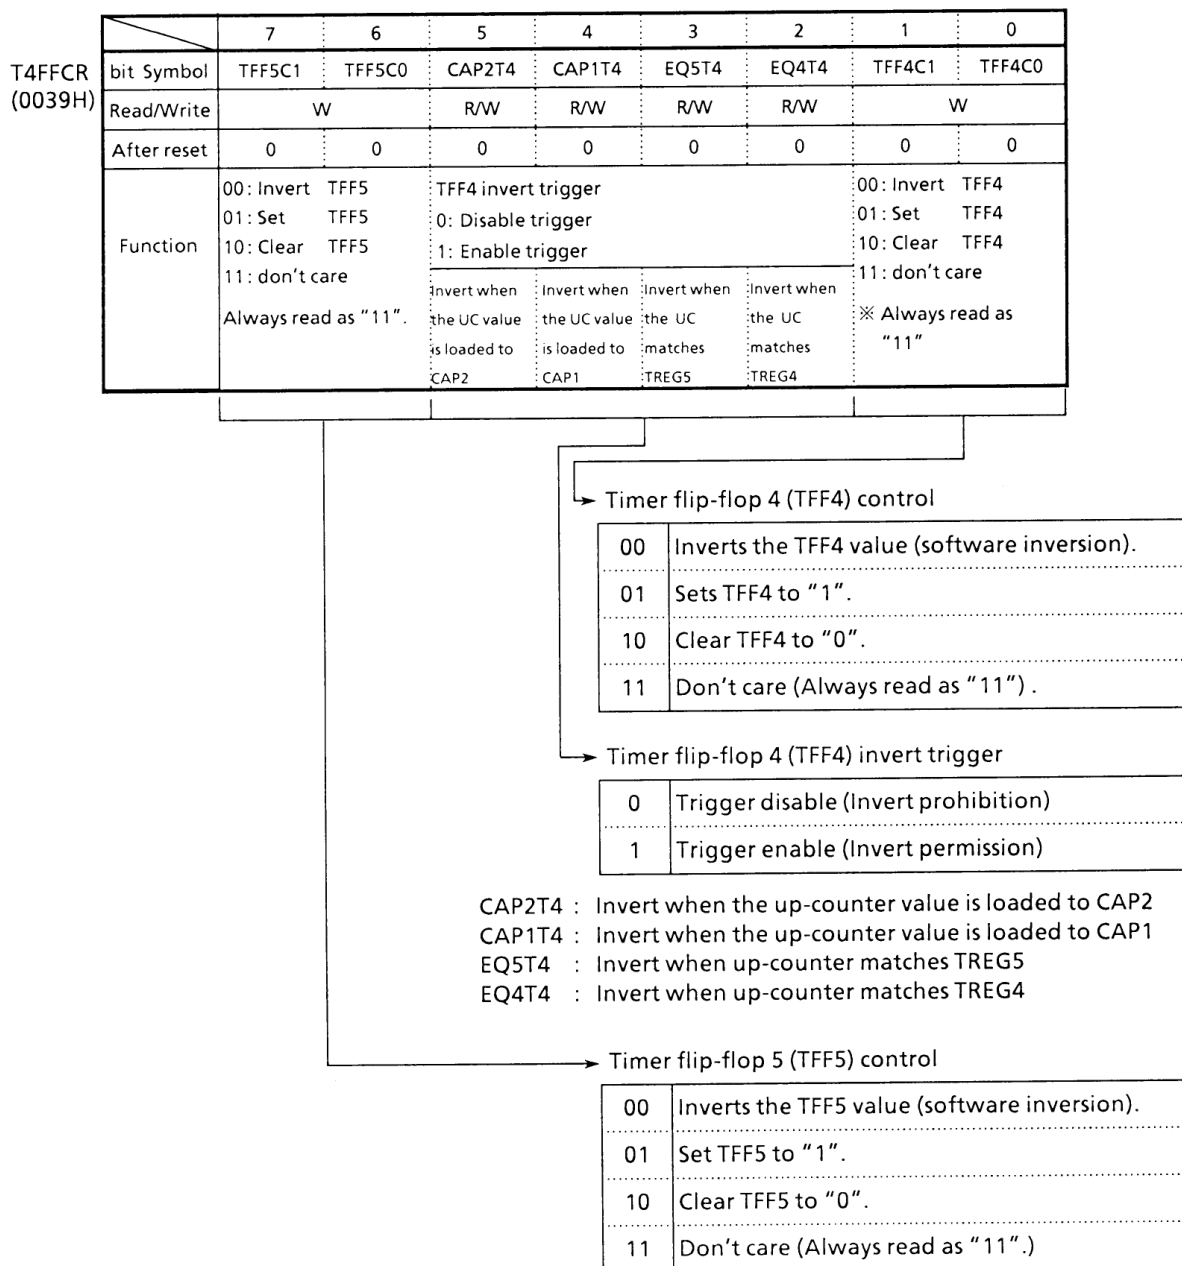 7 6 5 4 3 2 1 0
T4FFCR (0039H)
bit Symbol TFF5C1 TFF5C0 CAP2T4 CAP1T4 EQ5T4 EQ4T4 TFF4C1 TFF4C0
Read/Write W R/W R/W R/W R/W W
After reset 0 0 0 0 0 0 0 0
Function
00: Invert TFF5
01: Set TFF5
10: Clear TFF5
11: don't care
Always read as "11".
TFF4 invert trigger
0: Disable trigger
1: Enable trigger
Invert when
the UC value
is loaded to
CAP2
Invert when
the UC value
is loaded to
CAP1
Invert when
the UC
matches
TREG5
Invert when
the UC
matches
TREG4
00: Invert TFF4
01: Set TFF4
10: Clear TFF4
11: don't care
※ Always read as
"11"
Timer flip-flop 4 (TFF4) control
00 Inverts the TFF4 value (software inversion).
01 Sets TFF4 to "1".
10 Clear TFF4 to "0".
11 Don't care (Always read as "11") .
Timer flip-flop 4 (TFF4) invert trigger
0 Trigger disable (Invert prohibition)
1 Trigger enable (Invert permission)
CAP2T4 : Invert when the up-counter value is loaded to CAP2
CAP1T4 : Invert when the up-counter value is loaded to CAP1
EQ5T4 : Invert when up-counter matches TREG5
EQ4T4 : Invert when up-counter matches TREG4
Timer flip-flop 5 (TFF5) control
00 Inverts the TFF5 value (software inversion).
01 Set TFF5 to "1".
10 Clear TFF5 to "0".
11 Don't care (Always read as "11".)